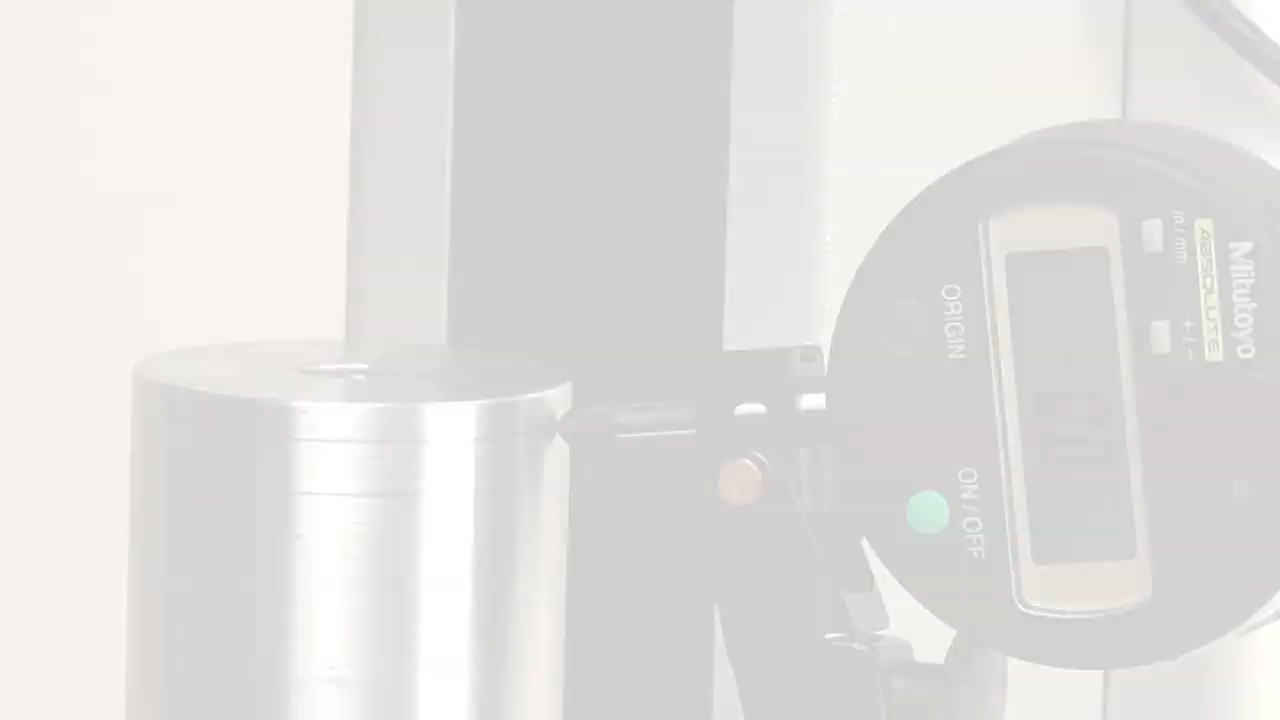 Mitutoyo
ABSOLUTE
in / mm
+ / -
ORIGIN
ON / OFF